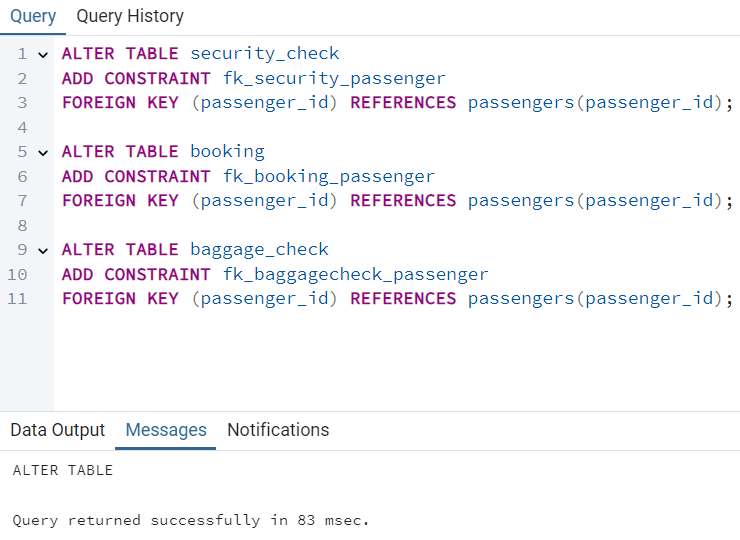 Query Query History
1 ALTER TABLE security_check
2 ADD CONSTRAINT fk_security_passenger
3 FOREIGN KEY (passenger_id) REFERENCES passengers(passenger_id);
4
5 ALTER TABLE booking
6 ADD CONSTRAINT fk_booking_passenger
7 FOREIGN KEY (passenger_id) REFERENCES passengers(passenger_id);
8
9 ALTER TABLE baggage_check
10 ADD CONSTRAINT fk_baggagecheck_passenger
11 FOREIGN KEY (passenger_id) REFERENCES passengers(passenger_id);
Data Output Messages Notifications
ALTER TABLE
Query returned successfully in 83 msec.